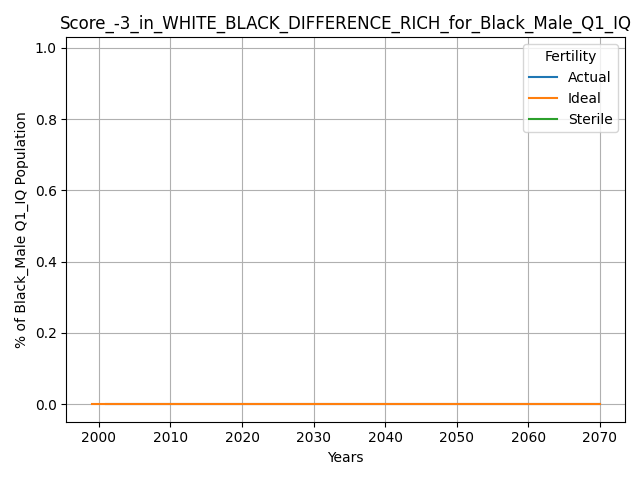 Score_-3_in_WHITE_BLACK_DIFFERENCE_RICH_for_Black_Male_Q1_IQ
Fertility
Actual
Ideal
Sterile
% of Black_Male Q1_IQ Population
1.0
0.8
0.6
0.4
0.2
0.0
2000 2010 2020 2030 2040 2050 2060 2070
Years